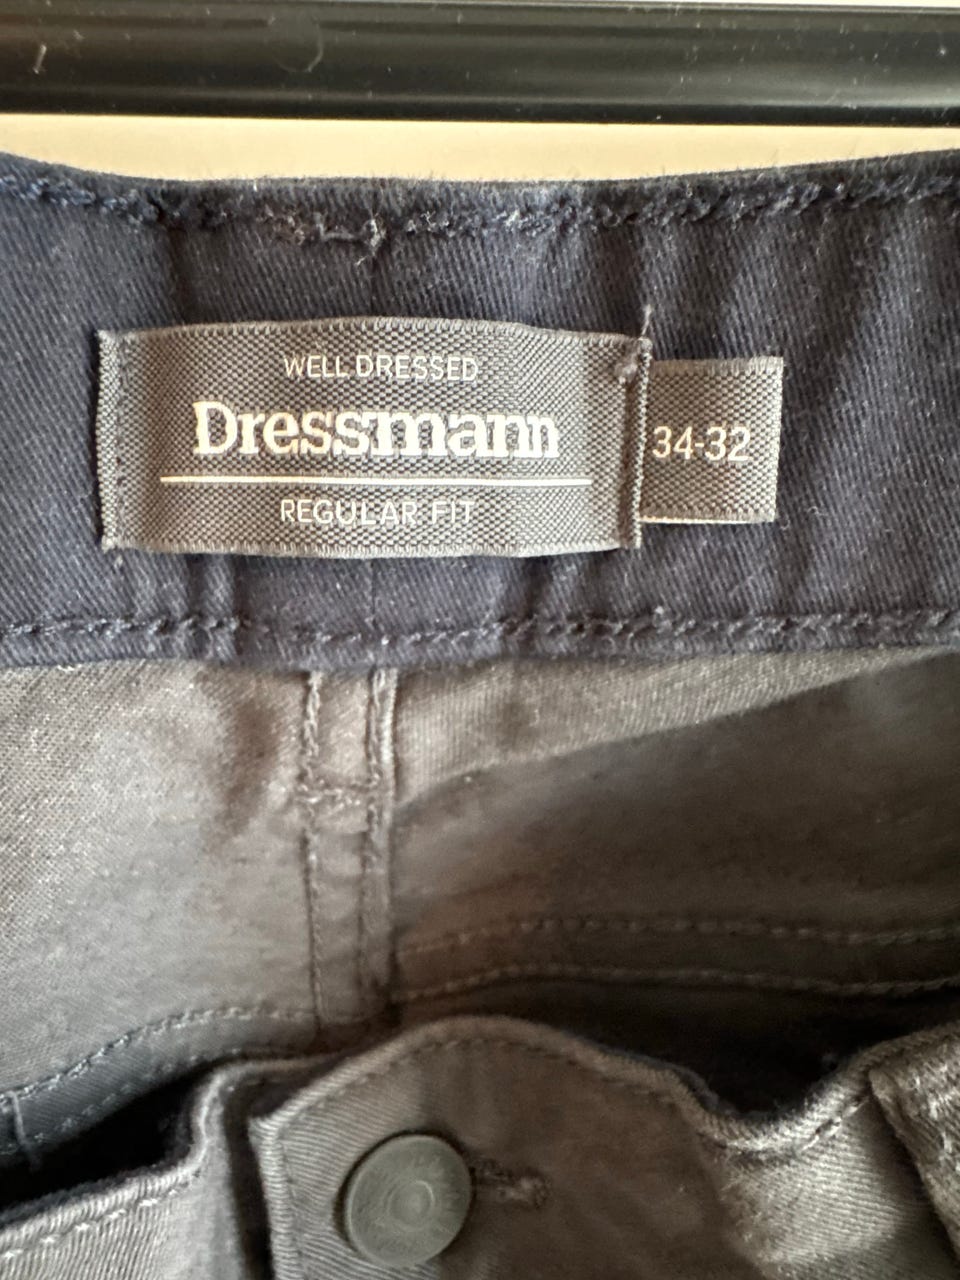 WELL DRESSED
Dressmann
REGULAR FIT
34-32